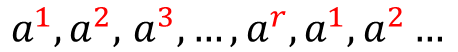 a¹, a², a³, …, aʳ, a¹, a² …